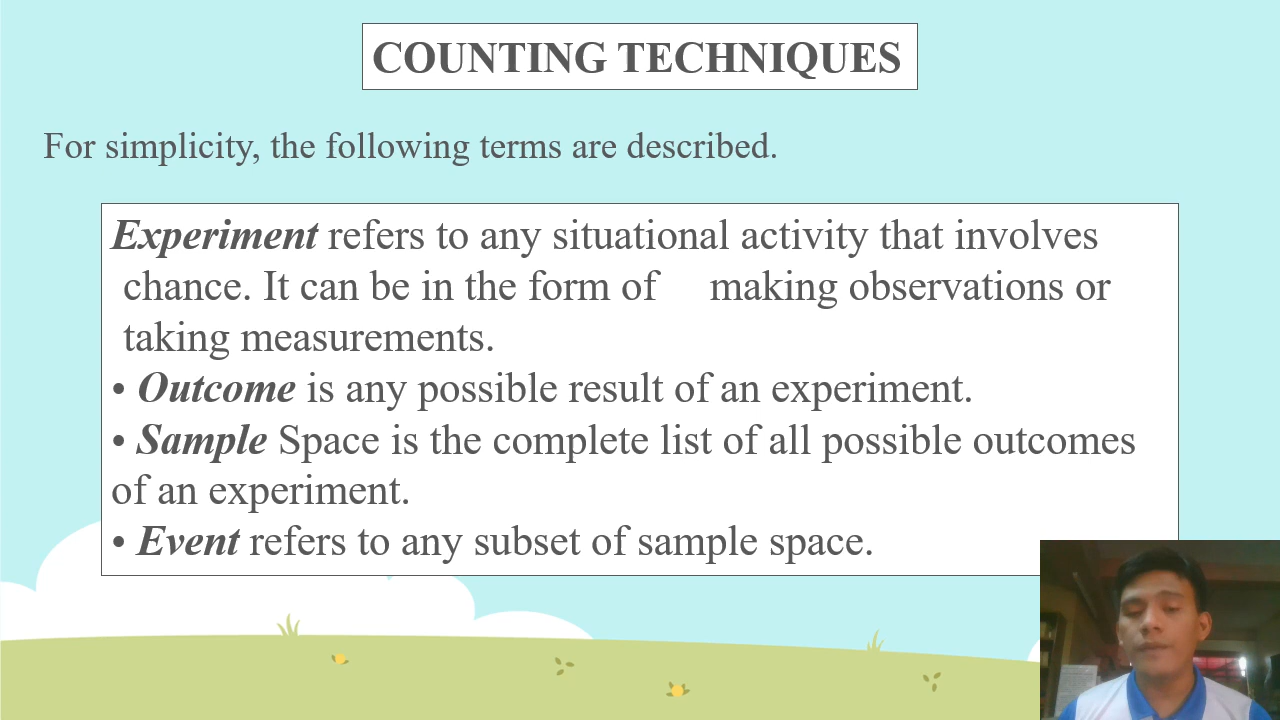 COUNTING TECHNIQUES
For simplicity, the following terms are described.
Experiment refers to any situational activity that involves
chance. It can be in the form of making observations or
taking measurements.
• Outcome is any possible result of an experiment.
• Sample Space is the complete list of all possible outcomes
of an experiment.
• Event refers to any subset of sample space.